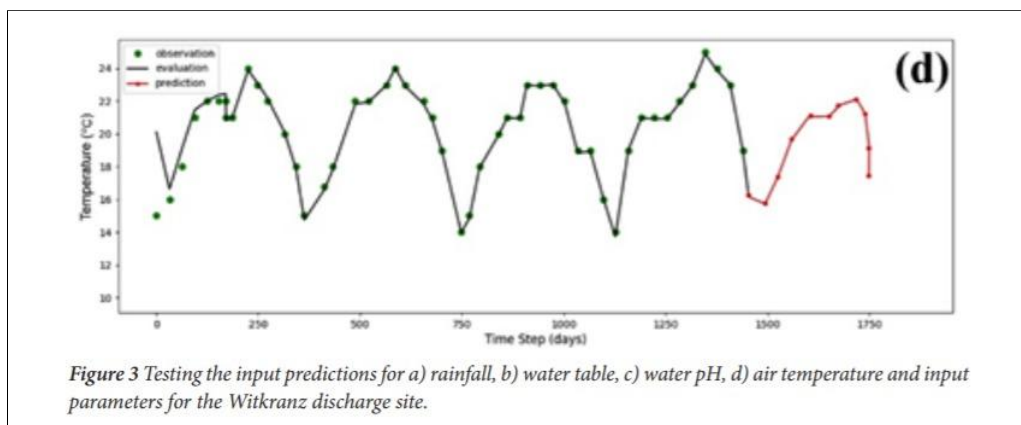 (d)
observation
evaluation
prediction
Temperature (°C)
24
22
20
18
16
14
12
10
0 250 500 750 1000 1250 1500 1750
Time Step (days)
Figure 3 Testing the input predictions for a) rainfall, b) water table, c) water pH, d) air temperature and input
parameters for the Witkranz discharge site.